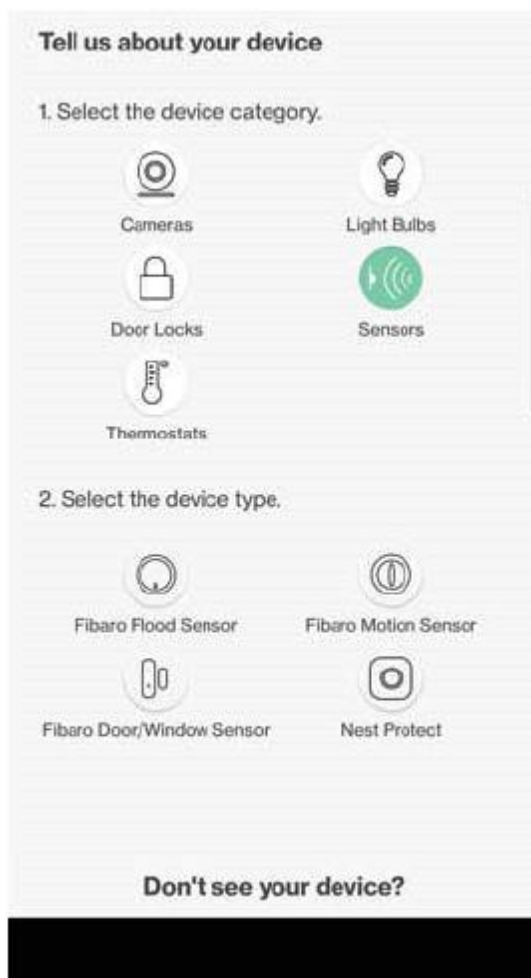 Tell us about your device
1. Select the device category.
Cameras Light Bulbs
Door Locks Sensors
Thermostats
2. Select the device type.
Fibaro Flood Sensor Fibaro Motion Sensor
Fibaro Door/Window Sensor Nest Protect
Don't see your device?